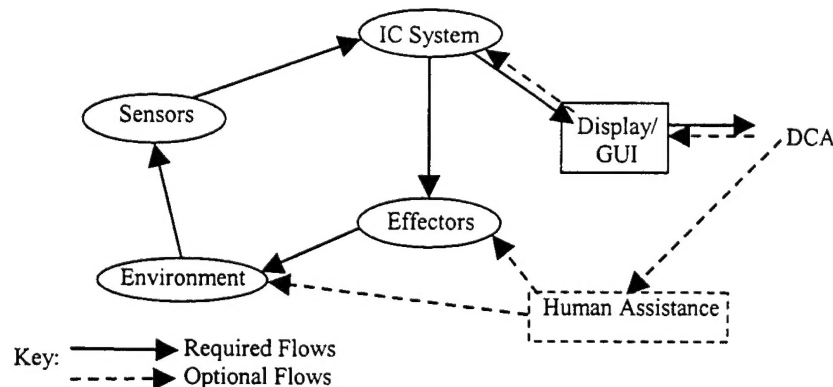 IC System
Sensors
Display/
GUI
DCA
Effectors
Environment
Human Assistance
Key:
Required Flows
Optional Flows